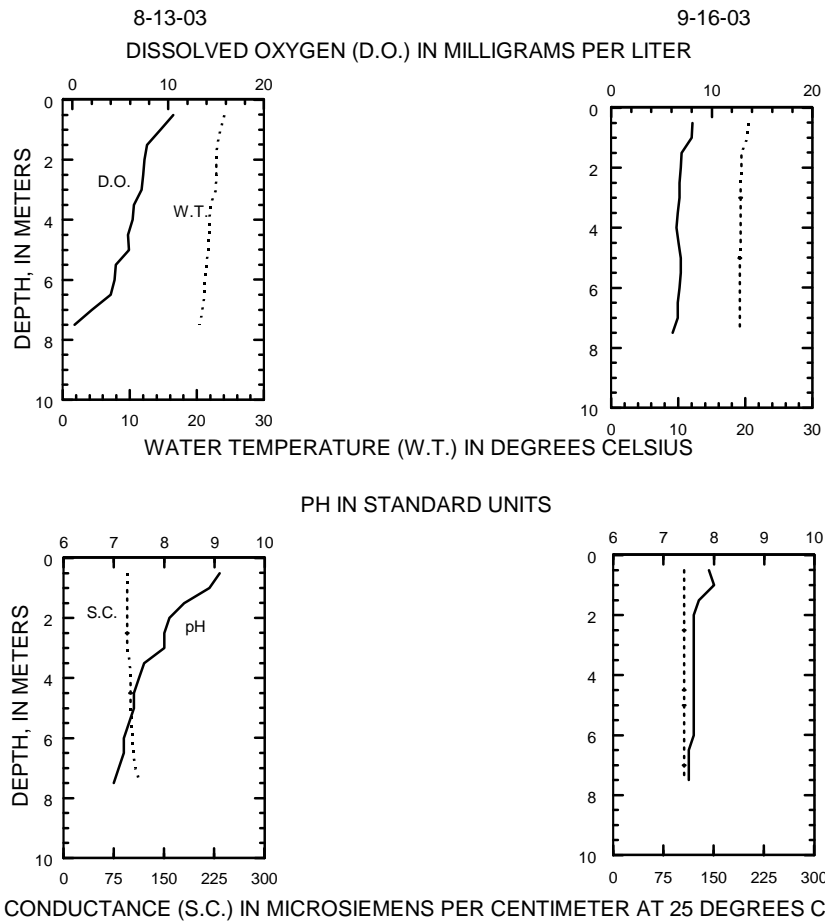 8-13-03 9-16-03
DISSOLVED OXYGEN (D.O.) IN MILLIGRAMS PER LITER
0 10 20 0 10 20
0 0
2 2
4 4
6 6
8 8
10 10
D.O.
W.T.
DEPTH, IN METERS
0 10 20 30 0 10 20 30
WATER TEMPERATURE (W.T.) IN DEGREES CELSIUS
PH IN STANDARD UNITS
6 7 8 9 10 6 7 8 9 10
0 0
2 2
4 4
6 6
8 8
10 10
S.C.
pH
DEPTH, IN METERS
0 75 150 225 300 0 75 150 225 300
CONDUCTANCE (S.C.) IN MICROSIEMENS PER CENTIMETER AT 25 DEGREES C